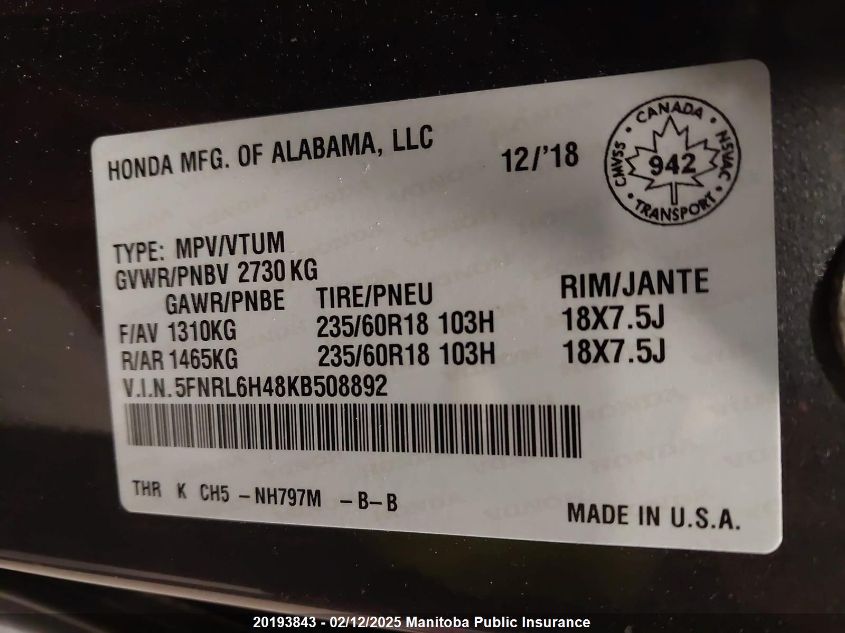 HONDA MFG. OF ALABAMA, LLC
12/'18
CANADA
CMVSS 942 NSVAC
TRANSPORT
TYPE: MPV/VTUM
GVWR/PNBV 2730 KG
GAWR/PNBE TIRE/PNEU RIM/JANTE
F/AV 1310KG 235/60R18 103H 18X7.5J
R/AR 1465KG 235/60R18 103H 18X7.5J
V.I.N. 5FNRL6H48KB508892
THR K CH5 -NH797M -B-B
MADE IN U.S.A.
20193843 - 02/12/2025 Manitoba Public Insurance